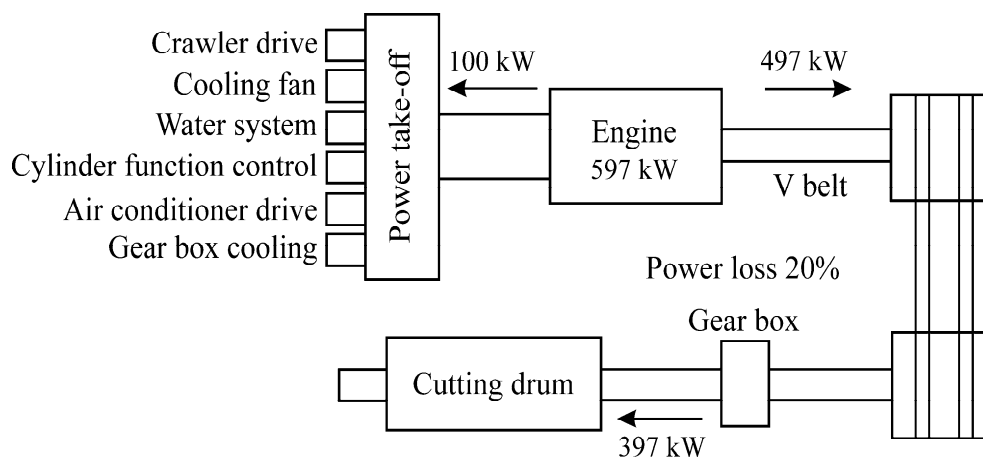 Crawler drive
Cooling fan
Water system
Cylinder function control
Air conditioner drive
Gear box cooling
Power take-off
100 kW
Engine
597 kW
497 kW
V belt
Power loss 20%
Gear box
Cutting drum
397 kW